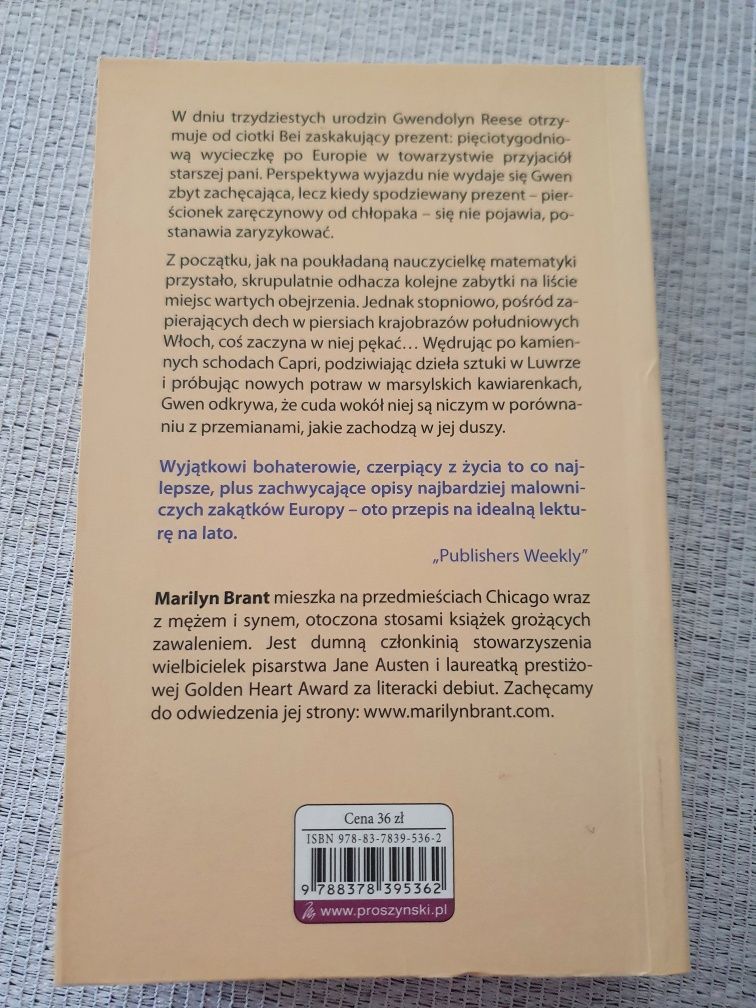 W dniu trzydziestych urodzin Gwendolyn Reese otrzy-
muje od ciotki Bei zaskakujący prezent: pięciotygodnio-
ową wycieczkę po Europie w towarzystwie przyjaciół
starszej pani. Perspektywa wyjazdu nie wydaje się Gwen
zbyt zachęcająca, lecz kiedy spodziewany prezent – pier-
ścionek zaręczynowy od chłopaka – się nie pojawia, po-
stanawia zaryzykować.
Z początku, jak na poukładaną nauczycielkę matematyki
przystało, skrupulatnie odhacza kolejne zabytki na liście
miejsc wartych obejrzenia. Jednak stopniowo, pośród za-
pierających dech w piersiach krajobrazów południowych
Włoch, coś zaczyna w niej pękać... Wędrując po kamien-
nych schodach Capri, podziwiając dzieła sztuki w Luwrze
i próbując nowych potraw w marsylskich kawiarenkach,
Gwen odkrywa, że cuda wokół niej są niczym w porówna-
niu z przemianami, jakie zachodzą w jej duszy.
Wyjątkowi bohaterowie, czerpiący z życia to co naj-
lepsze, plus zachwycające opisy najbardziej malowni-
czych zakątków Europy – oto przepis na idealną lektu-
rę na lato.
„Publishers Weekly”
Marilyn Brant mieszka na przedmieściach Chicago wraz
z mężem i synem, otoczona stosami książek grożących
zawaleniem. Jest dumną członkinią stowarzyszenia
wielbicielek pisarstwa Jane Austen i laureatką prestiżo-
wej Golden Heart Award za literacki debiut. Zachęcamy
do odwiedzenia jej strony: www.marilynbrant.com.
Cena 36 zł
ISBN 978-83-7839-536-2
9 788378 395362
www.proszynski.pl